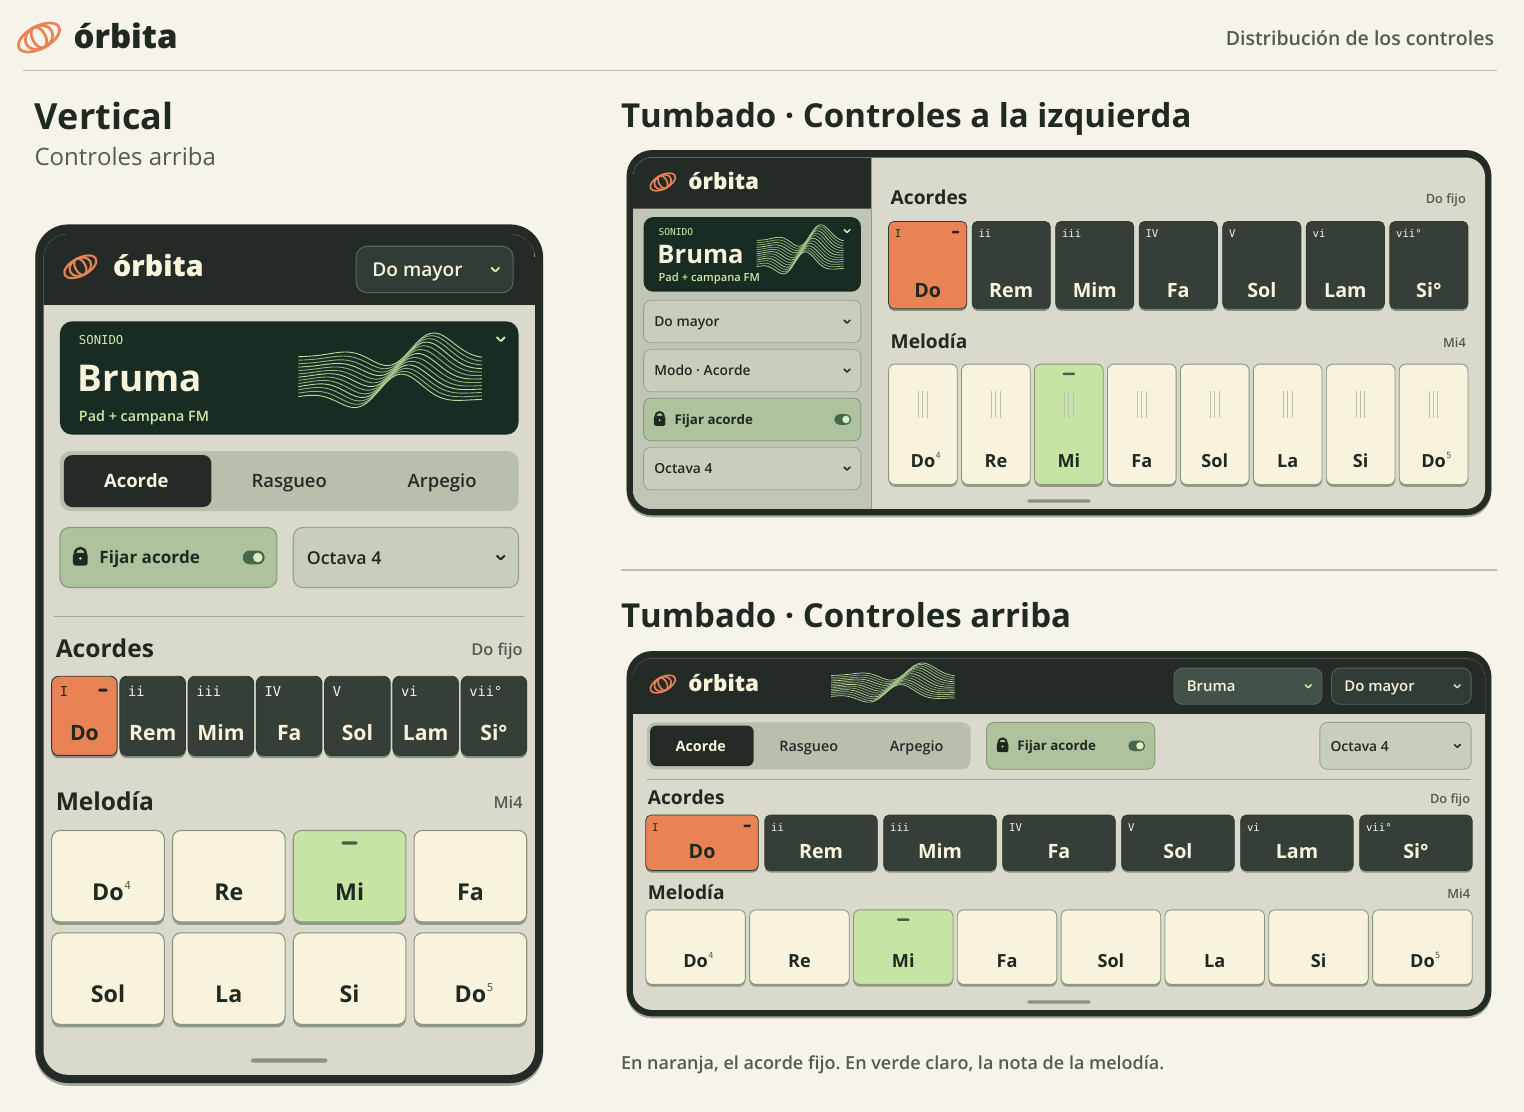 órbita
Distribución de los controles
Vertical
Controles arriba
órbita
Do mayor
SONIDO
Bruma
Pad + campana FM
Acorde Rasgueo Arpegio
Fijar acorde
Octava 4
Acordes
Do fijo
I ii iii IV V vi vii°
Do Rem Mim Fa Sol Lam Si°
Melodía
Mi4
Do4 Re Mi Fa
Sol La Si Do5
Tumbado · Controles a la izquierda
órbita
SONIDO
Bruma
Pad + campana FM
Do mayor
Modo · Acorde
Fijar acorde
Octava 4
Acordes
Do fijo
I ii iii IV V vi vii°
Do Rem Mim Fa Sol Lam Si°
Melodía
Mi4
Do4 Re Mi Fa Sol La Si Do5
Tumbado · Controles arriba
órbita
Bruma
Do mayor
Acorde Rasgueo Arpegio
Fijar acorde
Octava 4
Acordes
Do fijo
I ii iii IV V vi vii°
Do Rem Mim Fa Sol Lam Si°
Melodía
Mi4
Do4 Re Mi Fa Sol La Si Do5
En naranja, el acorde fijo. En verde claro, la nota de la melodía.